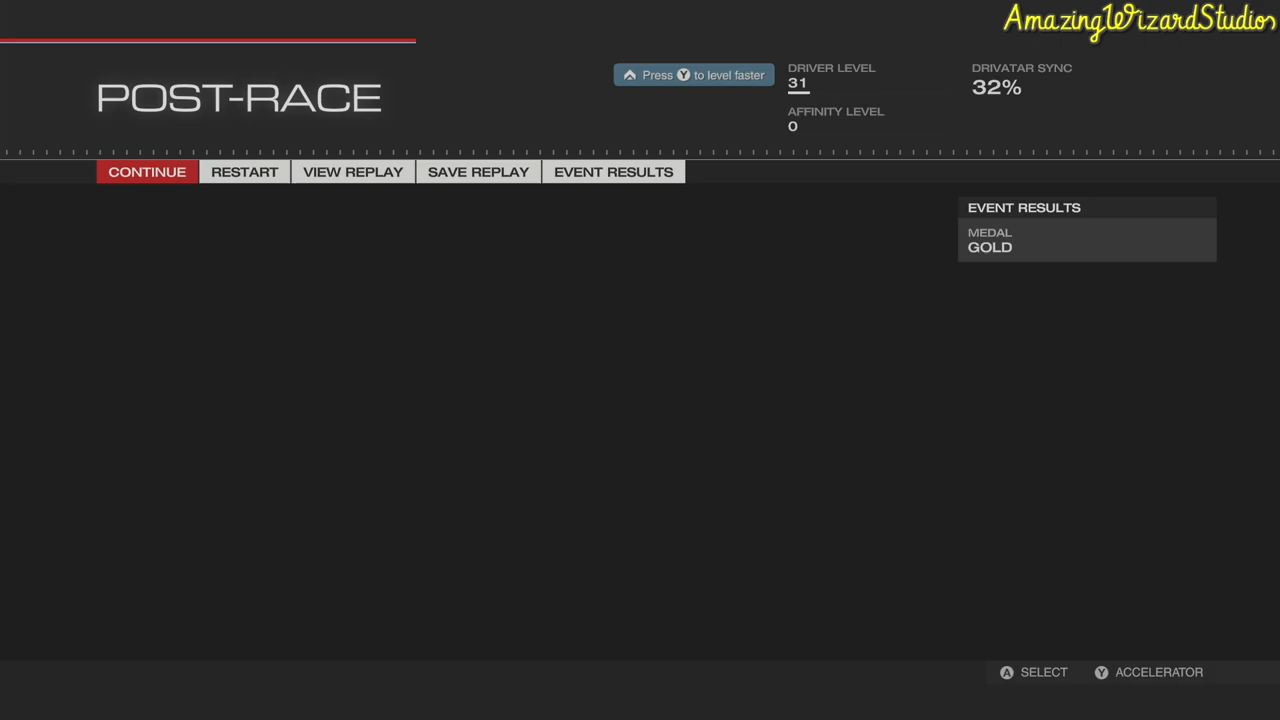 AmazingWizardStudios
POST-RACE
Press Y to level faster
DRIVER LEVEL
31
AFFINITY LEVEL
0
DRIVATAR SYNC
32%
CONTINUE
RESTART
VIEW REPLAY
SAVE REPLAY
EVENT RESULTS
EVENT RESULTS
MEDAL
GOLD
A SELECT
Y ACCELERATOR